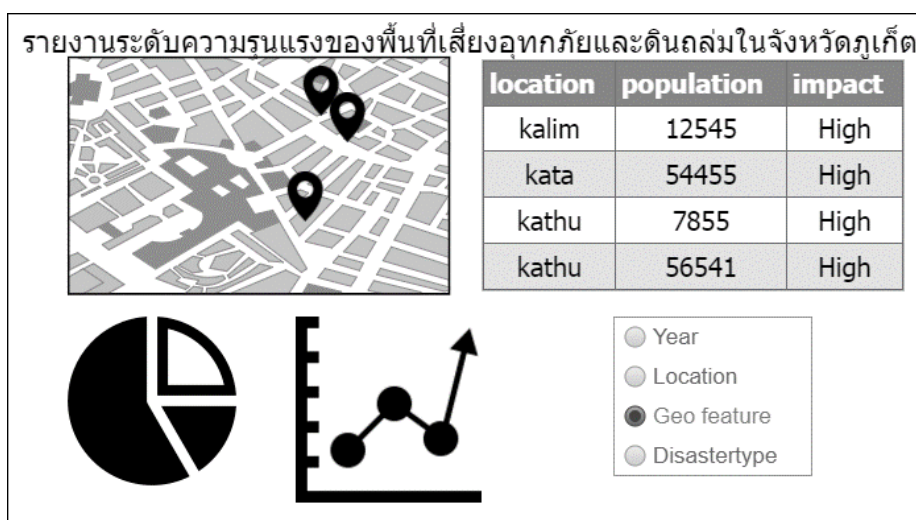 รายงานระดับความรุนแรงของพื้นที่เสี่ยงอุทกภัยและดินถล่มในจังหวัดภูเก็ต
location population impact
kalim 12545 High
kata 54455 High
kathu 7855 High
kathu 56541 High
Year
Location
Geo feature
Disastertype